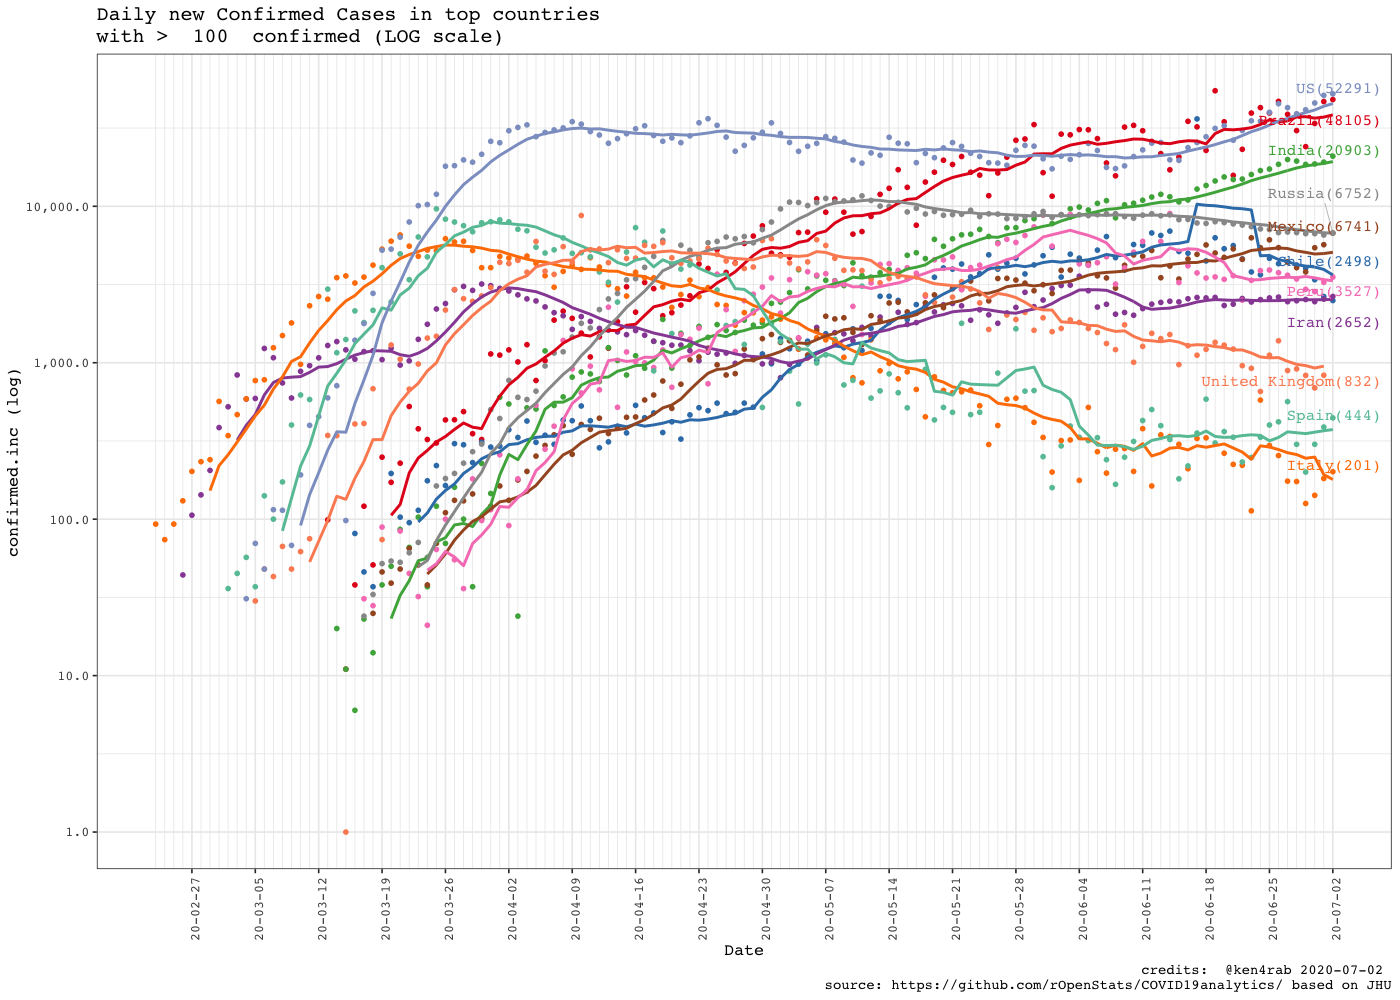 Daily new Confirmed Cases in top countries
with >  100  confirmed (LOG scale)
US(52291)
Brazil(48105)
India(20903)
Russia(6752)
Mexico(6741)
Chile(2498)
Peru(3527)
Iran(2652)
United Kingdom(832)
Spain(444)
Italy(201)
confirmed.inc (log)
10,000.0
1,000.0
100.0
10.0
1.0
20-02-27
20-03-05
20-03-12
20-03-19
20-03-26
20-04-02
20-04-09
20-04-16
20-04-23
20-04-30
20-05-07
20-05-14
20-05-21
20-05-28
20-06-04
20-06-11
20-06-18
20-06-25
20-07-02
Date
credits:  @ken4rab 2020-07-02
source: https://github.com/rOpenStats/COVID19analytics/ based on JHU